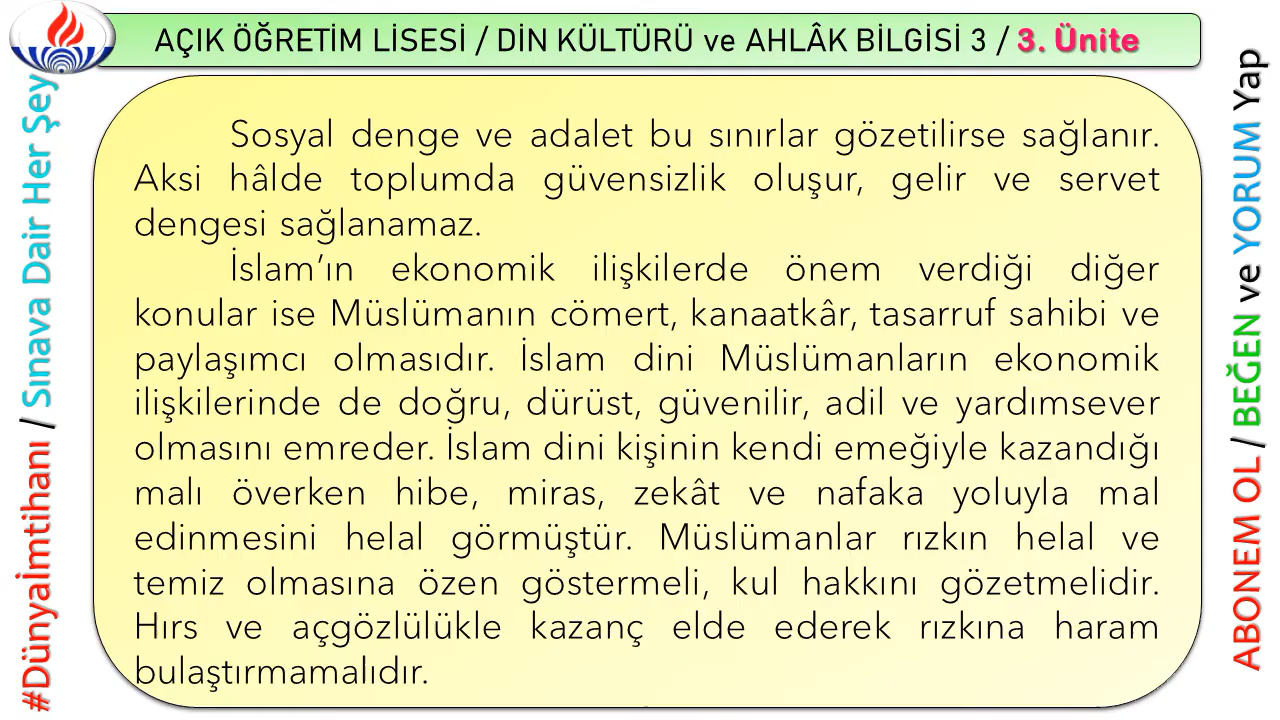 AÇIK ÖĞRETİM LİSESİ / DİN KÜLTÜRÜ ve AHLÂK BİLGİSİ 3 / 3. Ünite
#Dünyaİmtihanı / Sınava Dair Her Şey
Sosyal denge ve adalet bu sınırlar gözetilirse sağlanır.
Aksi hâlde toplumda güvensizlik oluşur, gelir ve servet
dengesi sağlanamaz.
İslam’ın ekonomik ilişkilerde önem verdiği diğer
konular ise Müslümanın cömert, kanaatkâr, tasarruf sahibi ve
paylaşımcı olmasıdır. İslam dini Müslümanların ekonomik
ilişkilerinde de doğru, dürüst, güvenilir, adil ve yardımsever
olmasını emreder. İslam dini kişinin kendi emeğiyle kazandığı
malı överken hibe, miras, zekât ve nafaka yoluyla mal
edinmesini helal görmüştür. Müslümanlar rızkın helal ve
temiz olmasına özen göstermeli, kul hakkını gözetmelidir.
Hırs ve açgözlülükle kazanç elde ederek rızkına haram
bulaştırmamalıdır.
ABONEM OL / BEĞEN ve YORUM Yap